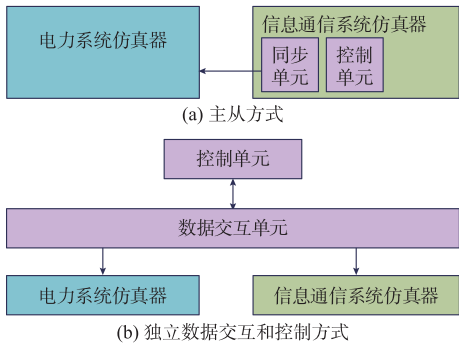 电力系统仿真器
信息通信系统仿真器
同步
单元
控制
单元
(a) 主从方式
控制单元
数据交互单元
电力系统仿真器
信息通信系统仿真器
(b) 独立数据交互和控制方式